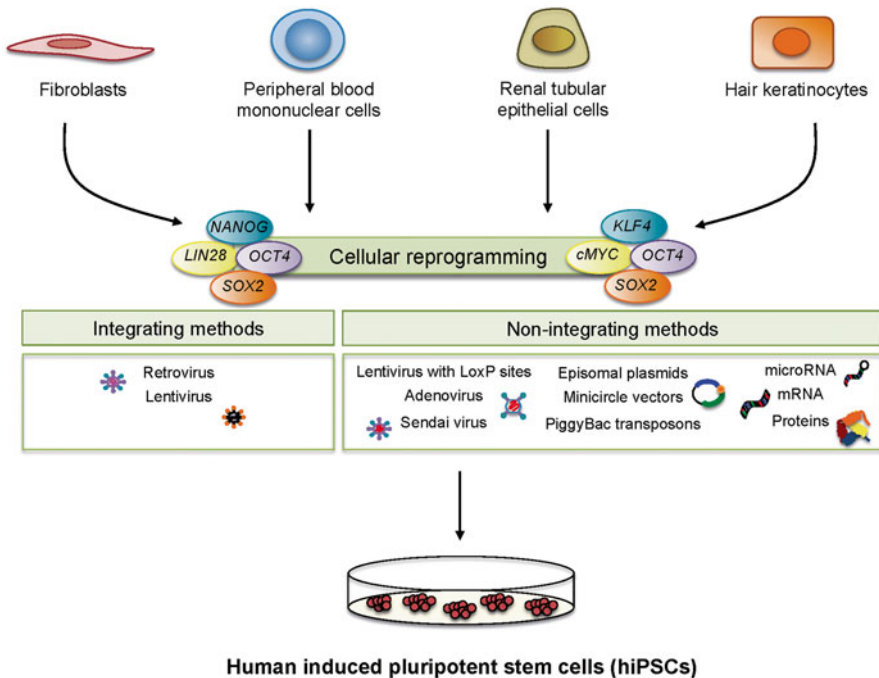 Fibroblasts
Peripheral blood
mononuclear cells
Renal tubular
epithelial cells
Hair keratinocytes
NANOG
LIN28
OCT4
SOX2
Cellular reprogramming
KLF4
cMYC
OCT4
SOX2
Integrating methods
Non-integrating methods
Retrovirus
Lentivirus
Lentivirus with LoxP sites
Adenovirus
Sendai virus
Episomal plasmids
Minicircle vectors
PiggyBac transposons
microRNA
mRNA
Proteins
Human induced pluripotent stem cells (hiPSCs)